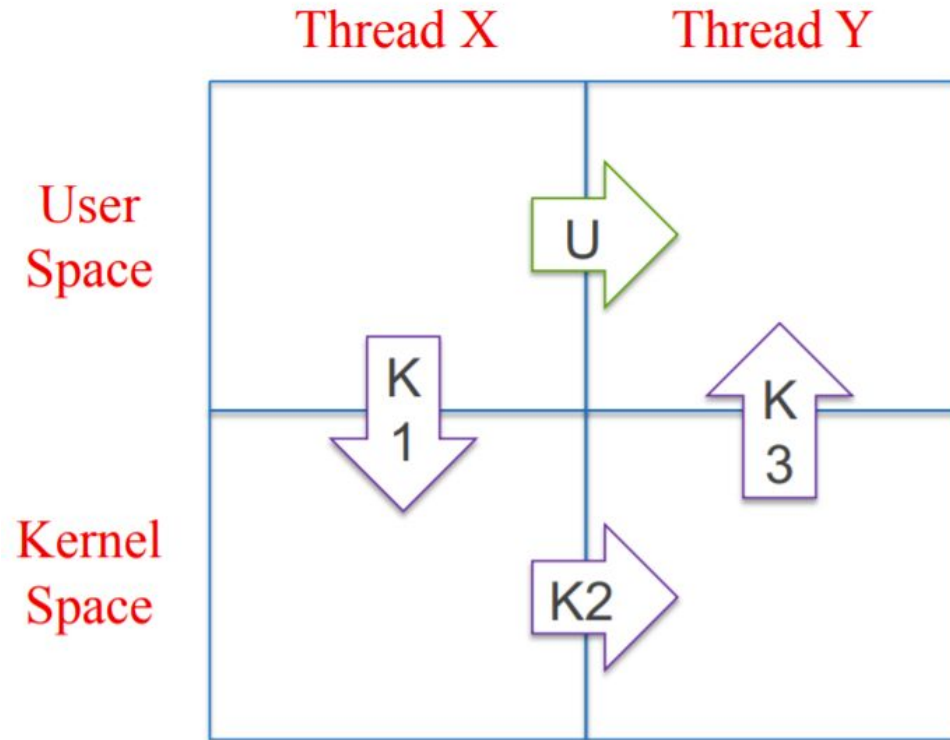 Thread X
Thread Y
User
Space
U
K
1
K
3
Kernel
Space
K2